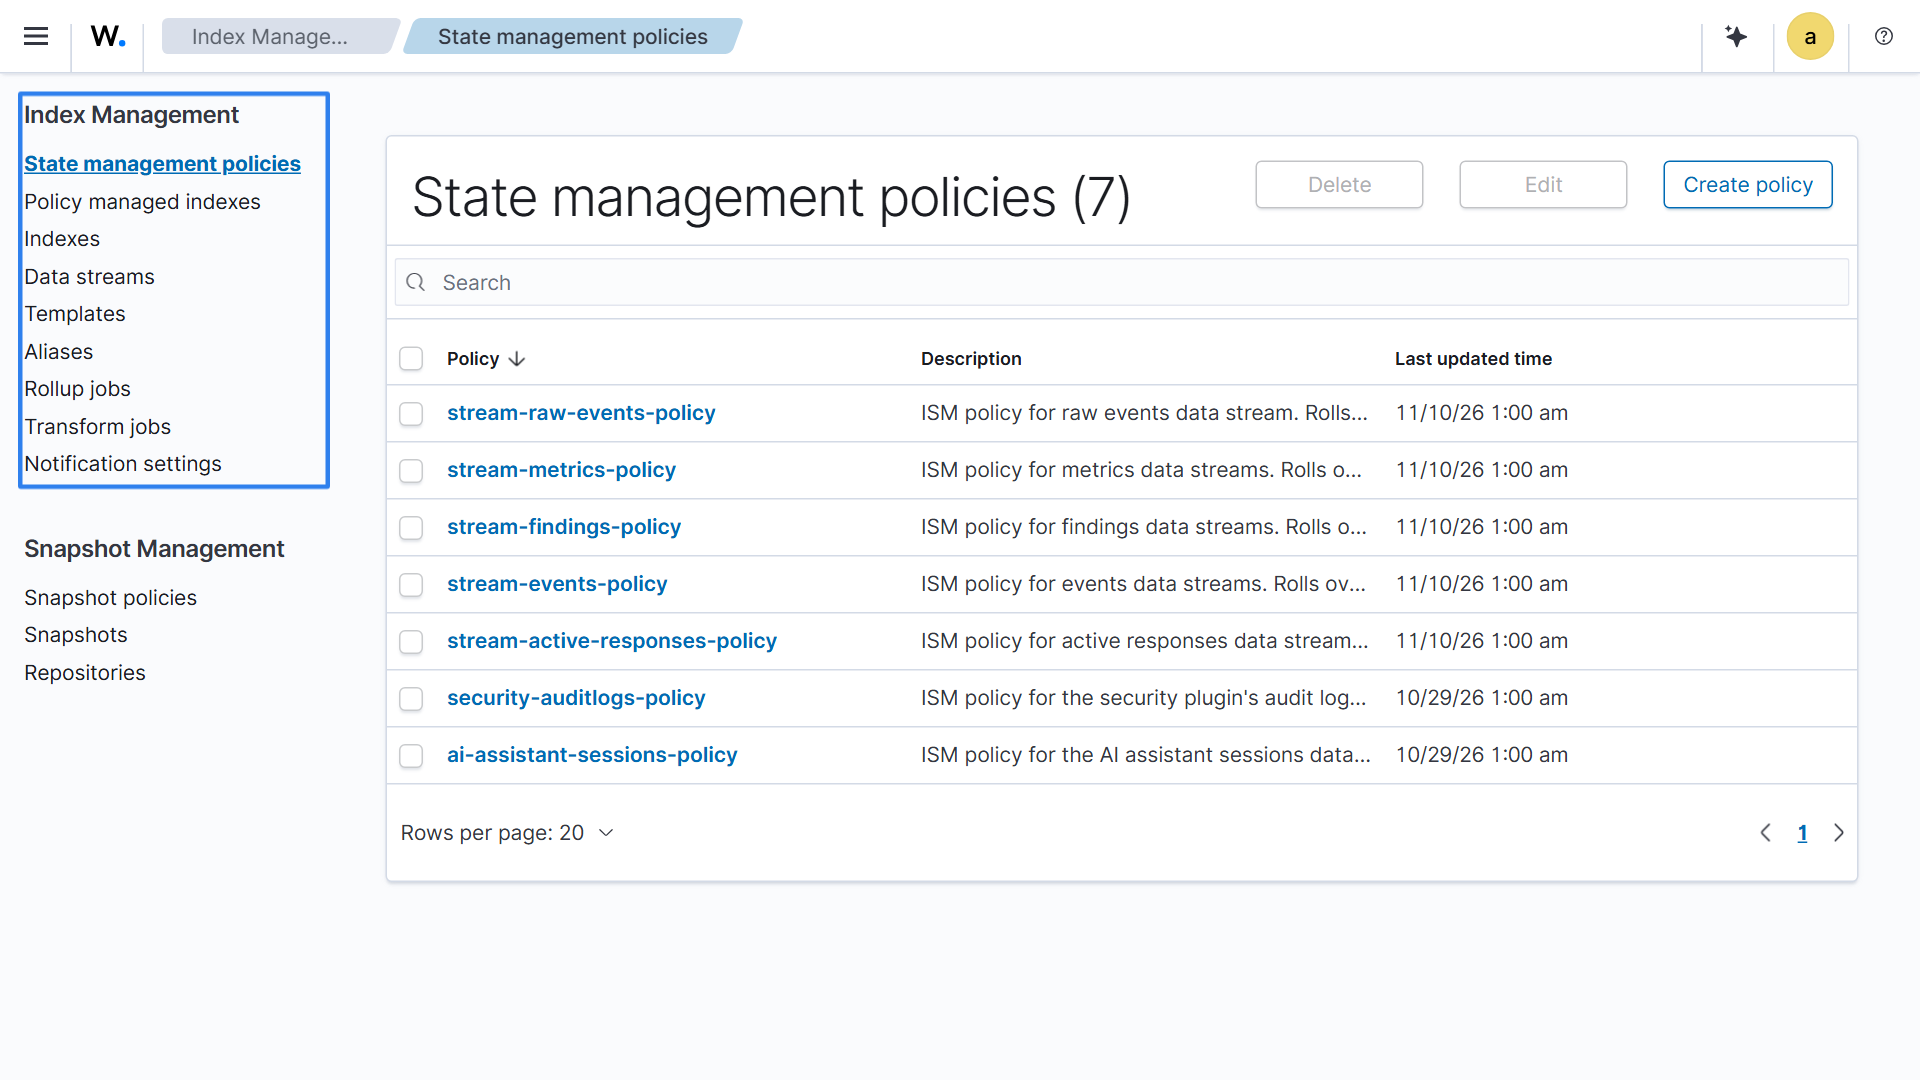 W.
Index Manage...
State management policies
a
Index Management
State management policies
Policy managed indexes
Indexes
Data streams
Templates
Aliases
Rollup jobs
Transform jobs
Notification settings
Snapshot Management
Snapshot policies
Snapshots
Repositories
State management policies (7)
Delete
Edit
Create policy
Search
Policy
Description
Last updated time
stream-raw-events-policy ISM policy for raw events data stream. Rolls... 11/10/26 1:00 am
stream-metrics-policy ISM policy for metrics data streams. Rolls o... 11/10/26 1:00 am
stream-findings-policy ISM policy for findings data streams. Rolls o... 11/10/26 1:00 am
stream-events-policy ISM policy for events data streams. Rolls ov... 11/10/26 1:00 am
stream-active-responses-policy ISM policy for active responses data stream... 11/10/26 1:00 am
security-auditlogs-policy ISM policy for the security plugin's audit log... 10/29/26 1:00 am
ai-assistant-sessions-policy ISM policy for the AI assistant sessions data... 10/29/26 1:00 am
Rows per page: 20
1